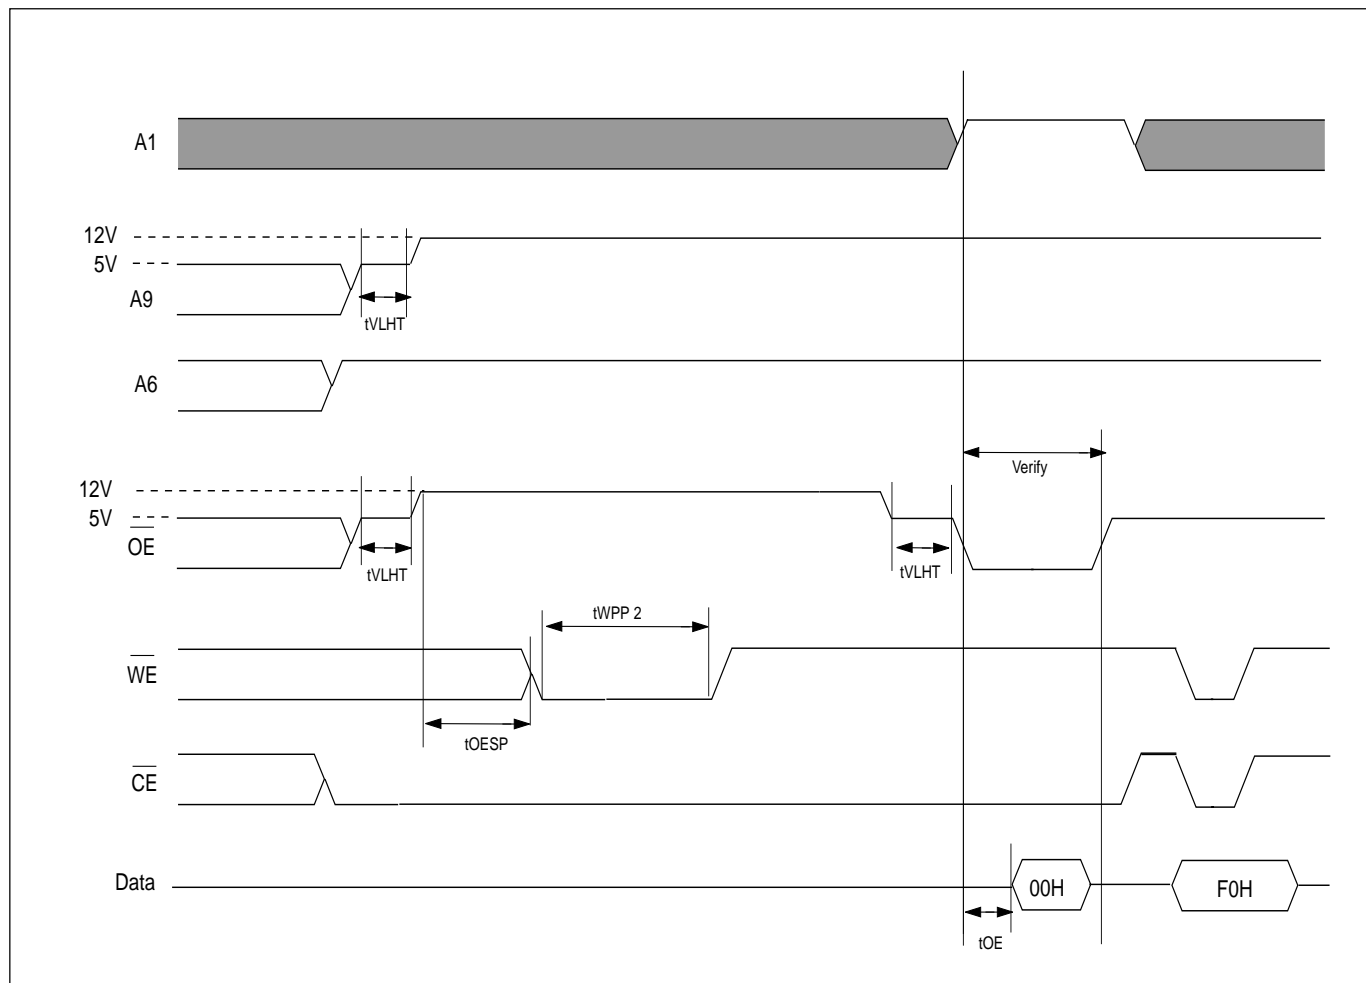 A1
12V
5V
A9
tVLHT
A6
Verify
12V
5V
OE
tVLHT
tVLHT
tWPP 2
WE
tOESP
CE
Data
00H
F0H
tOE